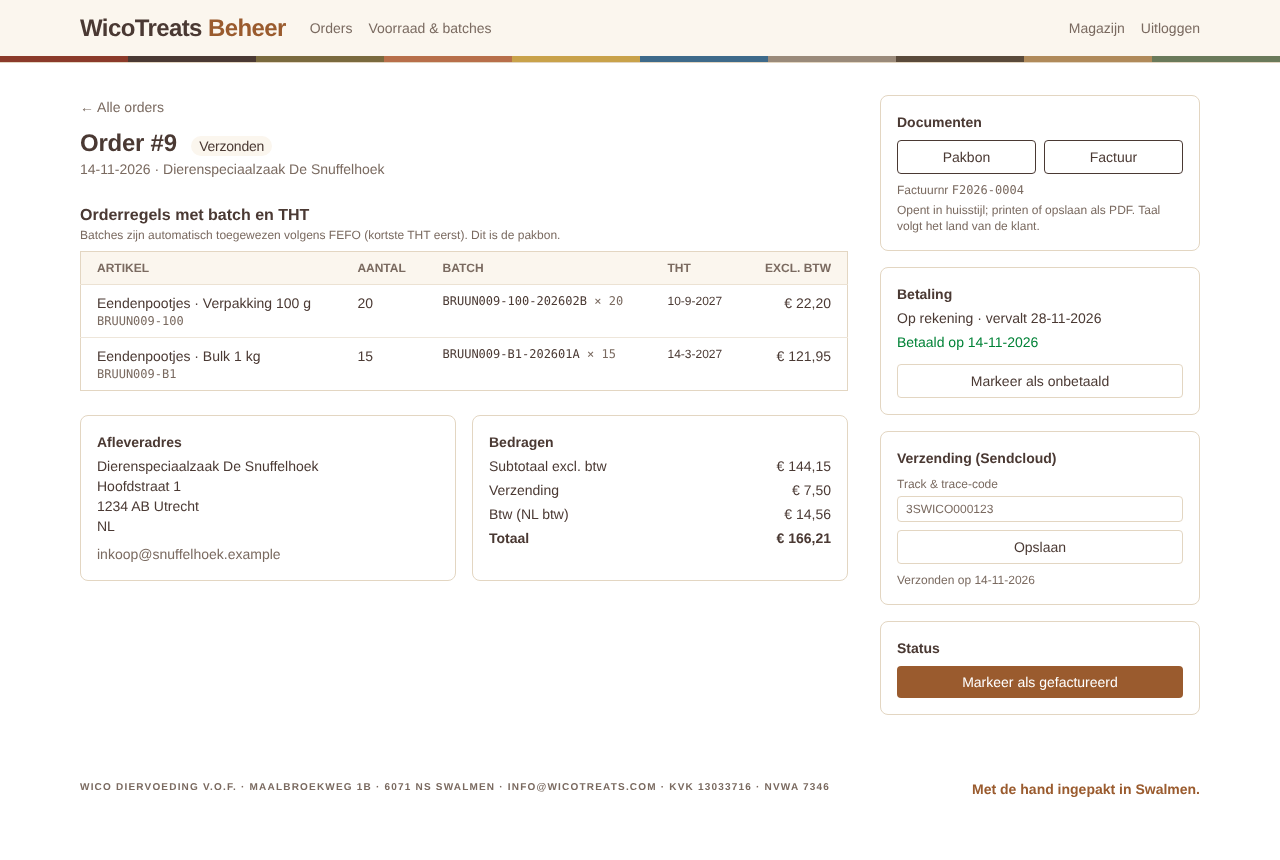 WicoTreats Beheer
Orders
Voorraad & batches
Magazijn
Uitloggen
← Alle orders
Order #9
Verzonden
14-11-2026 · Dierenspeciaalzaak De Snuffelhoek
Orderregels met batch en THT
Batches zijn automatisch toegewezen volgens FEFO (kortste THT eerst). Dit is de pakbon.
ARTIKEL AANTAL BATCH THT EXCL. BTW
Eendenpootjes · Verpakking 100 g 20 BRUUN009-100-202602B × 20 10-9-2027 € 22,20
BRUUN009-100
Eendenpootjes · Bulk 1 kg 15 BRUUN009-B1-202601A × 15 14-3-2027 € 121,95
BRUUN009-B1
Afleveradres
Dierenspeciaalzaak De Snuffelhoek
Hoofdstraat 1
1234 AB Utrecht
NL
inkoop@snuffelhoek.example
Bedragen
Subtotaal excl. btw € 144,15
Verzending € 7,50
Btw (NL btw) € 14,56
Totaal € 166,21
Documenten
Pakbon
Factuur
Factuurnr F2026-0004
Opent in huisstijl; printen of opslaan als PDF. Taal
volgt het land van de klant.
Betaling
Op rekening · vervalt 28-11-2026
Betaald op 14-11-2026
Markeer als onbetaald
Verzending (Sendcloud)
Track & trace-code
3SWICO000123
Opslaan
Verzonden op 14-11-2026
Status
Markeer als gefactureerd
WICO DIERVOEDING V.O.F. · MAALBROEKWEG 1B · 6071 NS SWALMEN · INFO@WICOTREATS.COM · KVK 13033716 · NVWA 7346
Met de hand ingepakt in Swalmen.